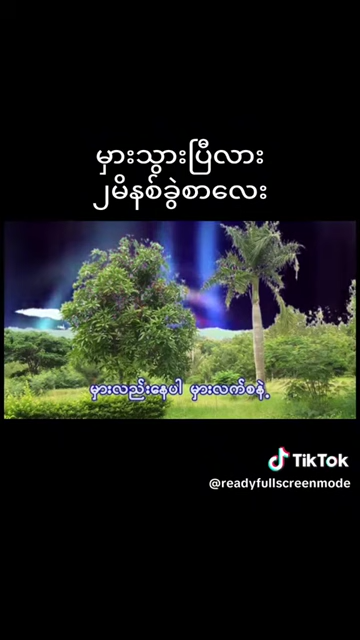 မှားသွားပြီလား
၂မိနစ်ခွဲစာလေး
မှားလည်းနေပါ မှားလက်စနဲ့
TikTok
@readyfullscreenmode